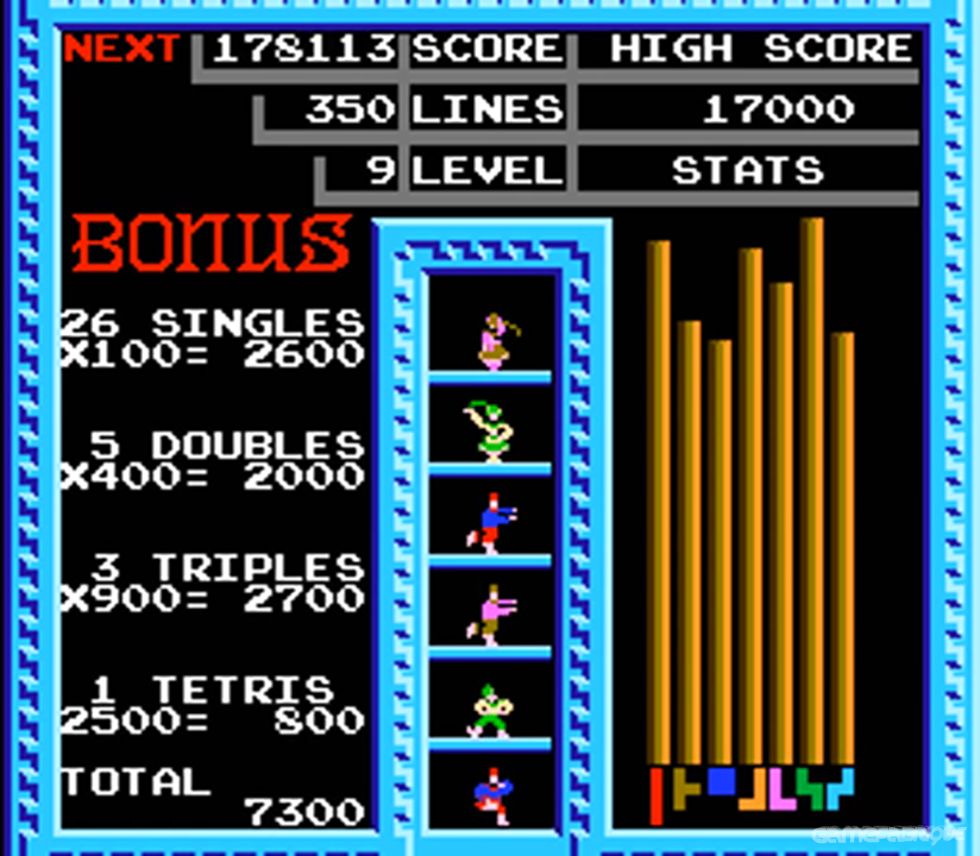 NEXT 178113 SCORE HIGH SCORE
350 LINES 17000
9 LEVEL STATS
BONUS
26 SINGLES
X100= 2600
5 DOUBLES
X400= 2000
3 TRIPLES
X900= 2700
1 TETRIS
2500= 800
TOTAL
7300